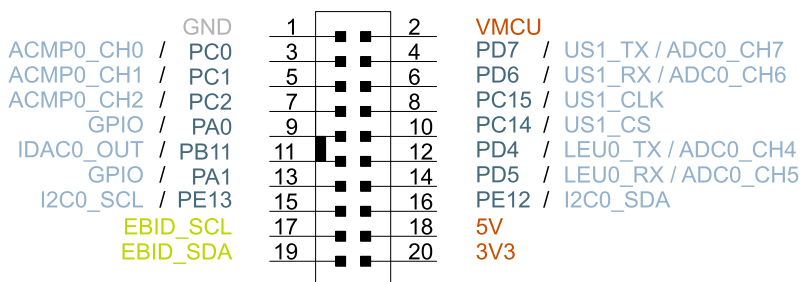 GND 1 2 VMCU
ACMP0_CH0 / PC0 3 4 PD7 / US1_TX / ADC0_CH7
ACMP0_CH1 / PC1 5 6 PD6 / US1_RX / ADC0_CH6
ACMP0_CH2 / PC2 7 8 PC15 / US1_CLK
GPIO / PA0 9 10 PC14 / US1_CS
IDAC0_OUT / PB11 11 12 PD4 / LEU0_TX / ADC0_CH4
GPIO / PA1 13 14 PD5 / LEU0_RX / ADC0_CH5
I2C0_SCL / PE13 15 16 PE12 / I2C0_SDA
EBID_SCL 17 18 5V
EBID_SDA 19 20 3V3